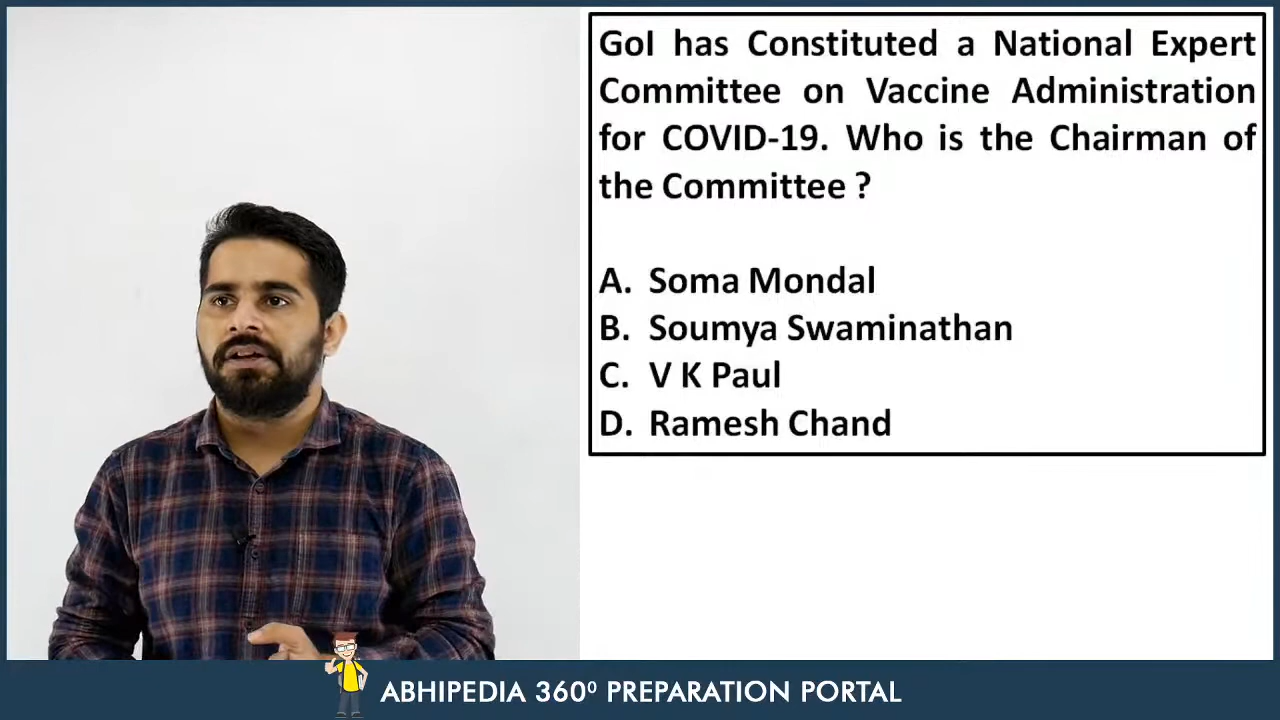 GoI has Constituted a National Expert
Committee on Vaccine Administration
for COVID-19. Who is the Chairman of
the Committee ?
A. Soma Mondal
B. Soumya Swaminathan
C. V K Paul
D. Ramesh Chand
ABHIPEDIA 360⁰ PREPARATION PORTAL